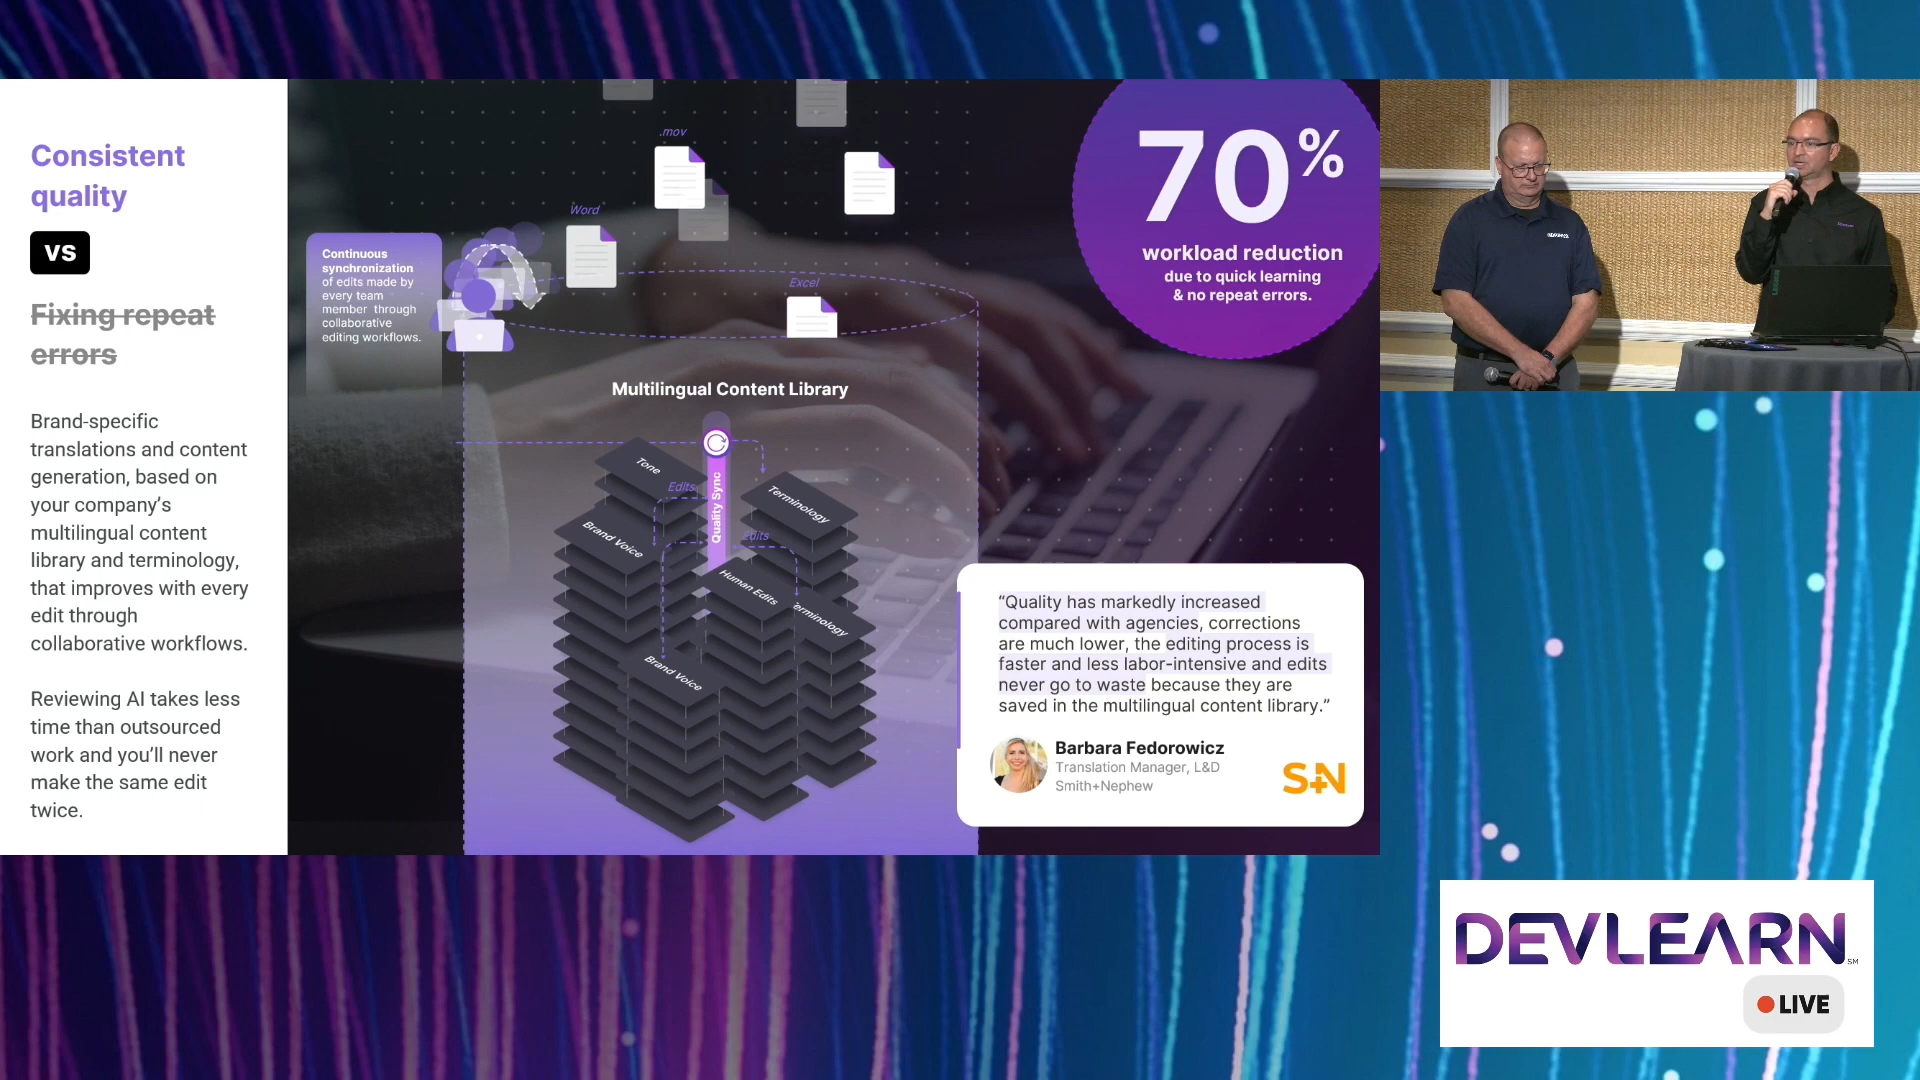 Consistent
quality
VS
Fixing repeat
errors
Brand-specific
translations and content
generation, based on
your company's
multilingual content
library and terminology,
that improves with every
edit through
collaborative workflows.
Reviewing AI takes less
time than outsourced
work and you'll never
make the same edit
twice.
Continuous
synchronization
of edits made by
every team
member through
collaborative
editing workflows.
.mov
Word
Excel
Multilingual Content Library
Tone
Edits
Quality Sync
Terminology
Brand Voice
Edits
Human Edits
erminology
Brand Voice
70%
workload reduction
due to quick learning
& no repeat errors.
“Quality has markedly increased
compared with agencies, corrections
are much lower, the editing process is
faster and less labor-intensive and edits
never go to waste because they are
saved in the multilingual content library.”
Barbara Fedorowicz
Translation Manager, L&D
Smith+Nephew
S+N
DEVLEARN SM
LIVE